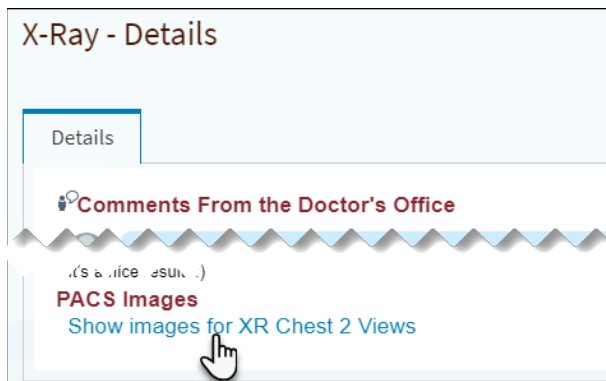 X-Ray - Details
Details
Comments From the Doctor's Office
PACS Images
Show images for XR Chest 2 Views